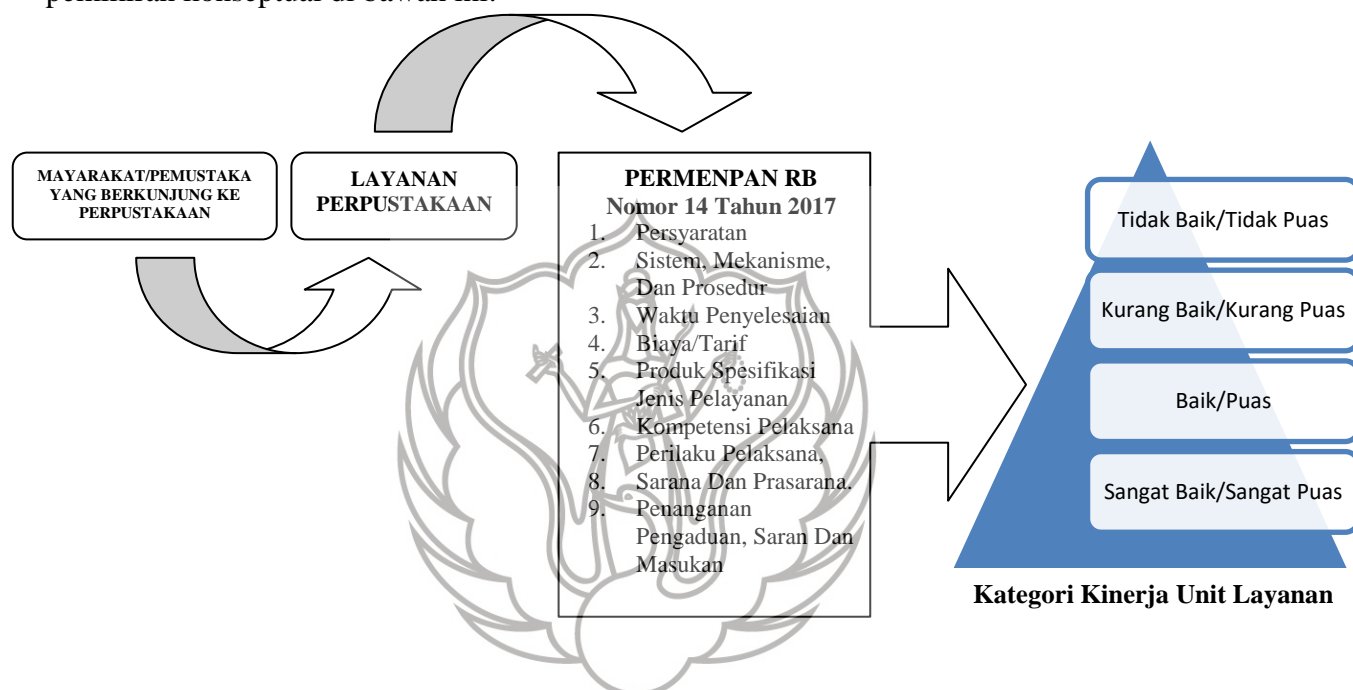 pemikiran konseptual di bawah ini:
MAYARAKAT/PEMUSTAKA
YANG BERKUNJUNG KE
PERPUSTAKAAN
LAYANAN
PERPUSTAKAAN
PERMENPAN RB
Nomor 14 Tahun 2017
1. Persyaratan
2. Sistem, Mekanisme,
Dan Prosedur
3. Waktu Penyelesaian
4. Biaya/Tarif
5. Produk Spesifikasi
Jenis Pelayanan
6. Kompetensi Pelaksana
7. Perilaku Pelaksana,
8. Sarana Dan Prasarana.
9. Penanganan
Pengaduan, Saran Dan
Masukan
Tidak Baik/Tidak Puas
Kurang Baik/Kurang Puas
Baik/Puas
Sangat Baik/Sangat Puas
Kategori Kinerja Unit Layanan